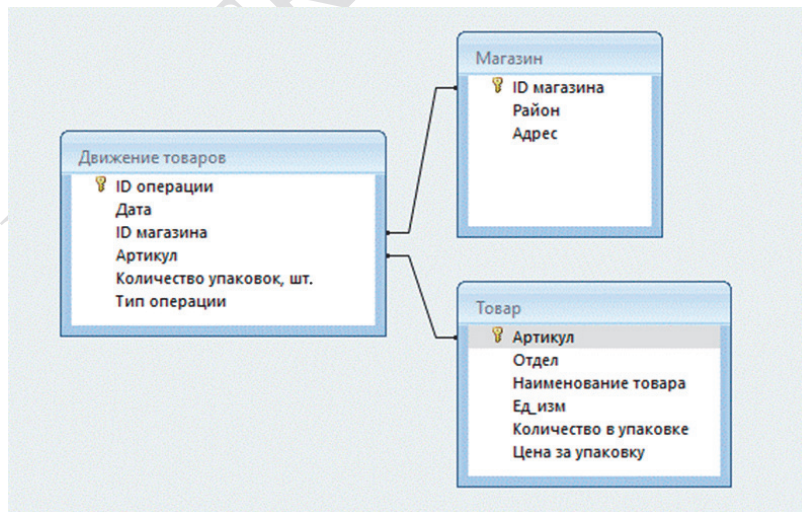 Магазин
ID магазина
Район
Адрес
Движение товаров
ID операции
Дата
ID магазина
Артикул
Количество упаковок, шт.
Тип операции
Товар
Артикул
Отдел
Наименование товара
Ед_изм
Количество в упаковке
Цена за упаковку